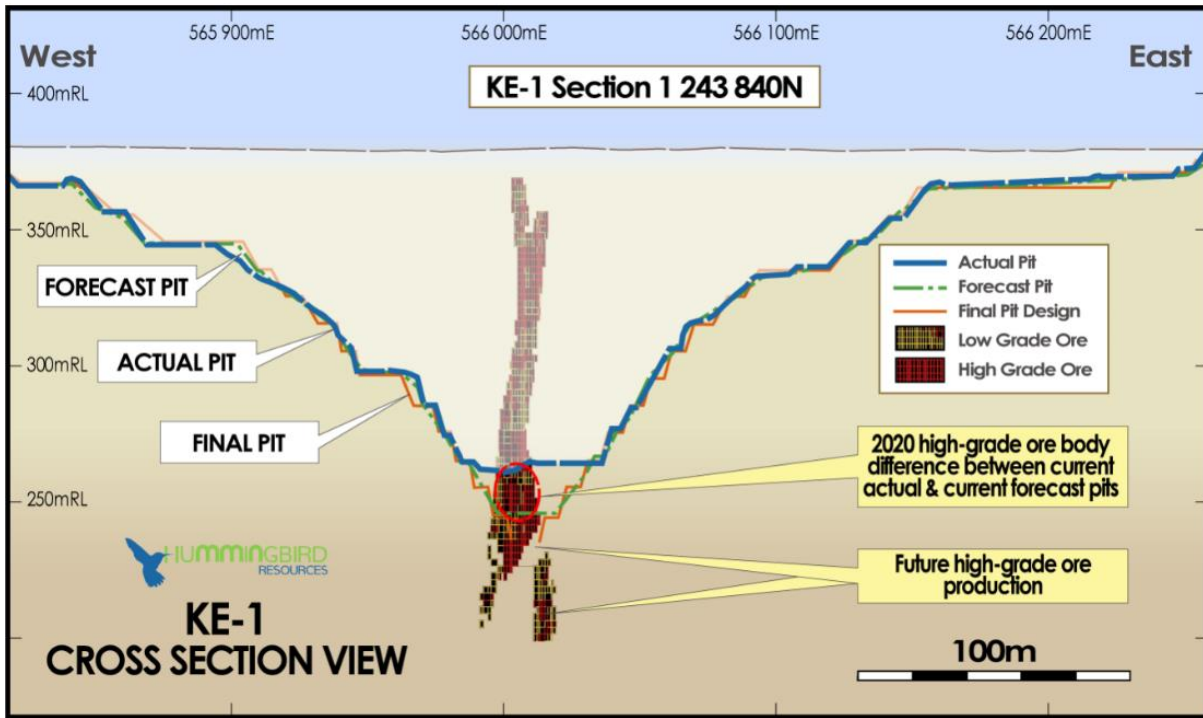 565 900mE
566 000mE
566 100mE
566 200mE
West
East
KE-1 Section 1 243 840N
400mRL
350mRL
300mRL
250mRL
FORECAST PIT
ACTUAL PIT
FINAL PIT
Actual Pit
Forecast Pit
Final Pit Design
Low Grade Ore
High Grade Ore
2020 high-grade ore body
difference between current
actual & current forecast pits
Future high-grade ore
production
HUMMINGBIRD
RESOURCES
KE-1
CROSS SECTION VIEW
100m